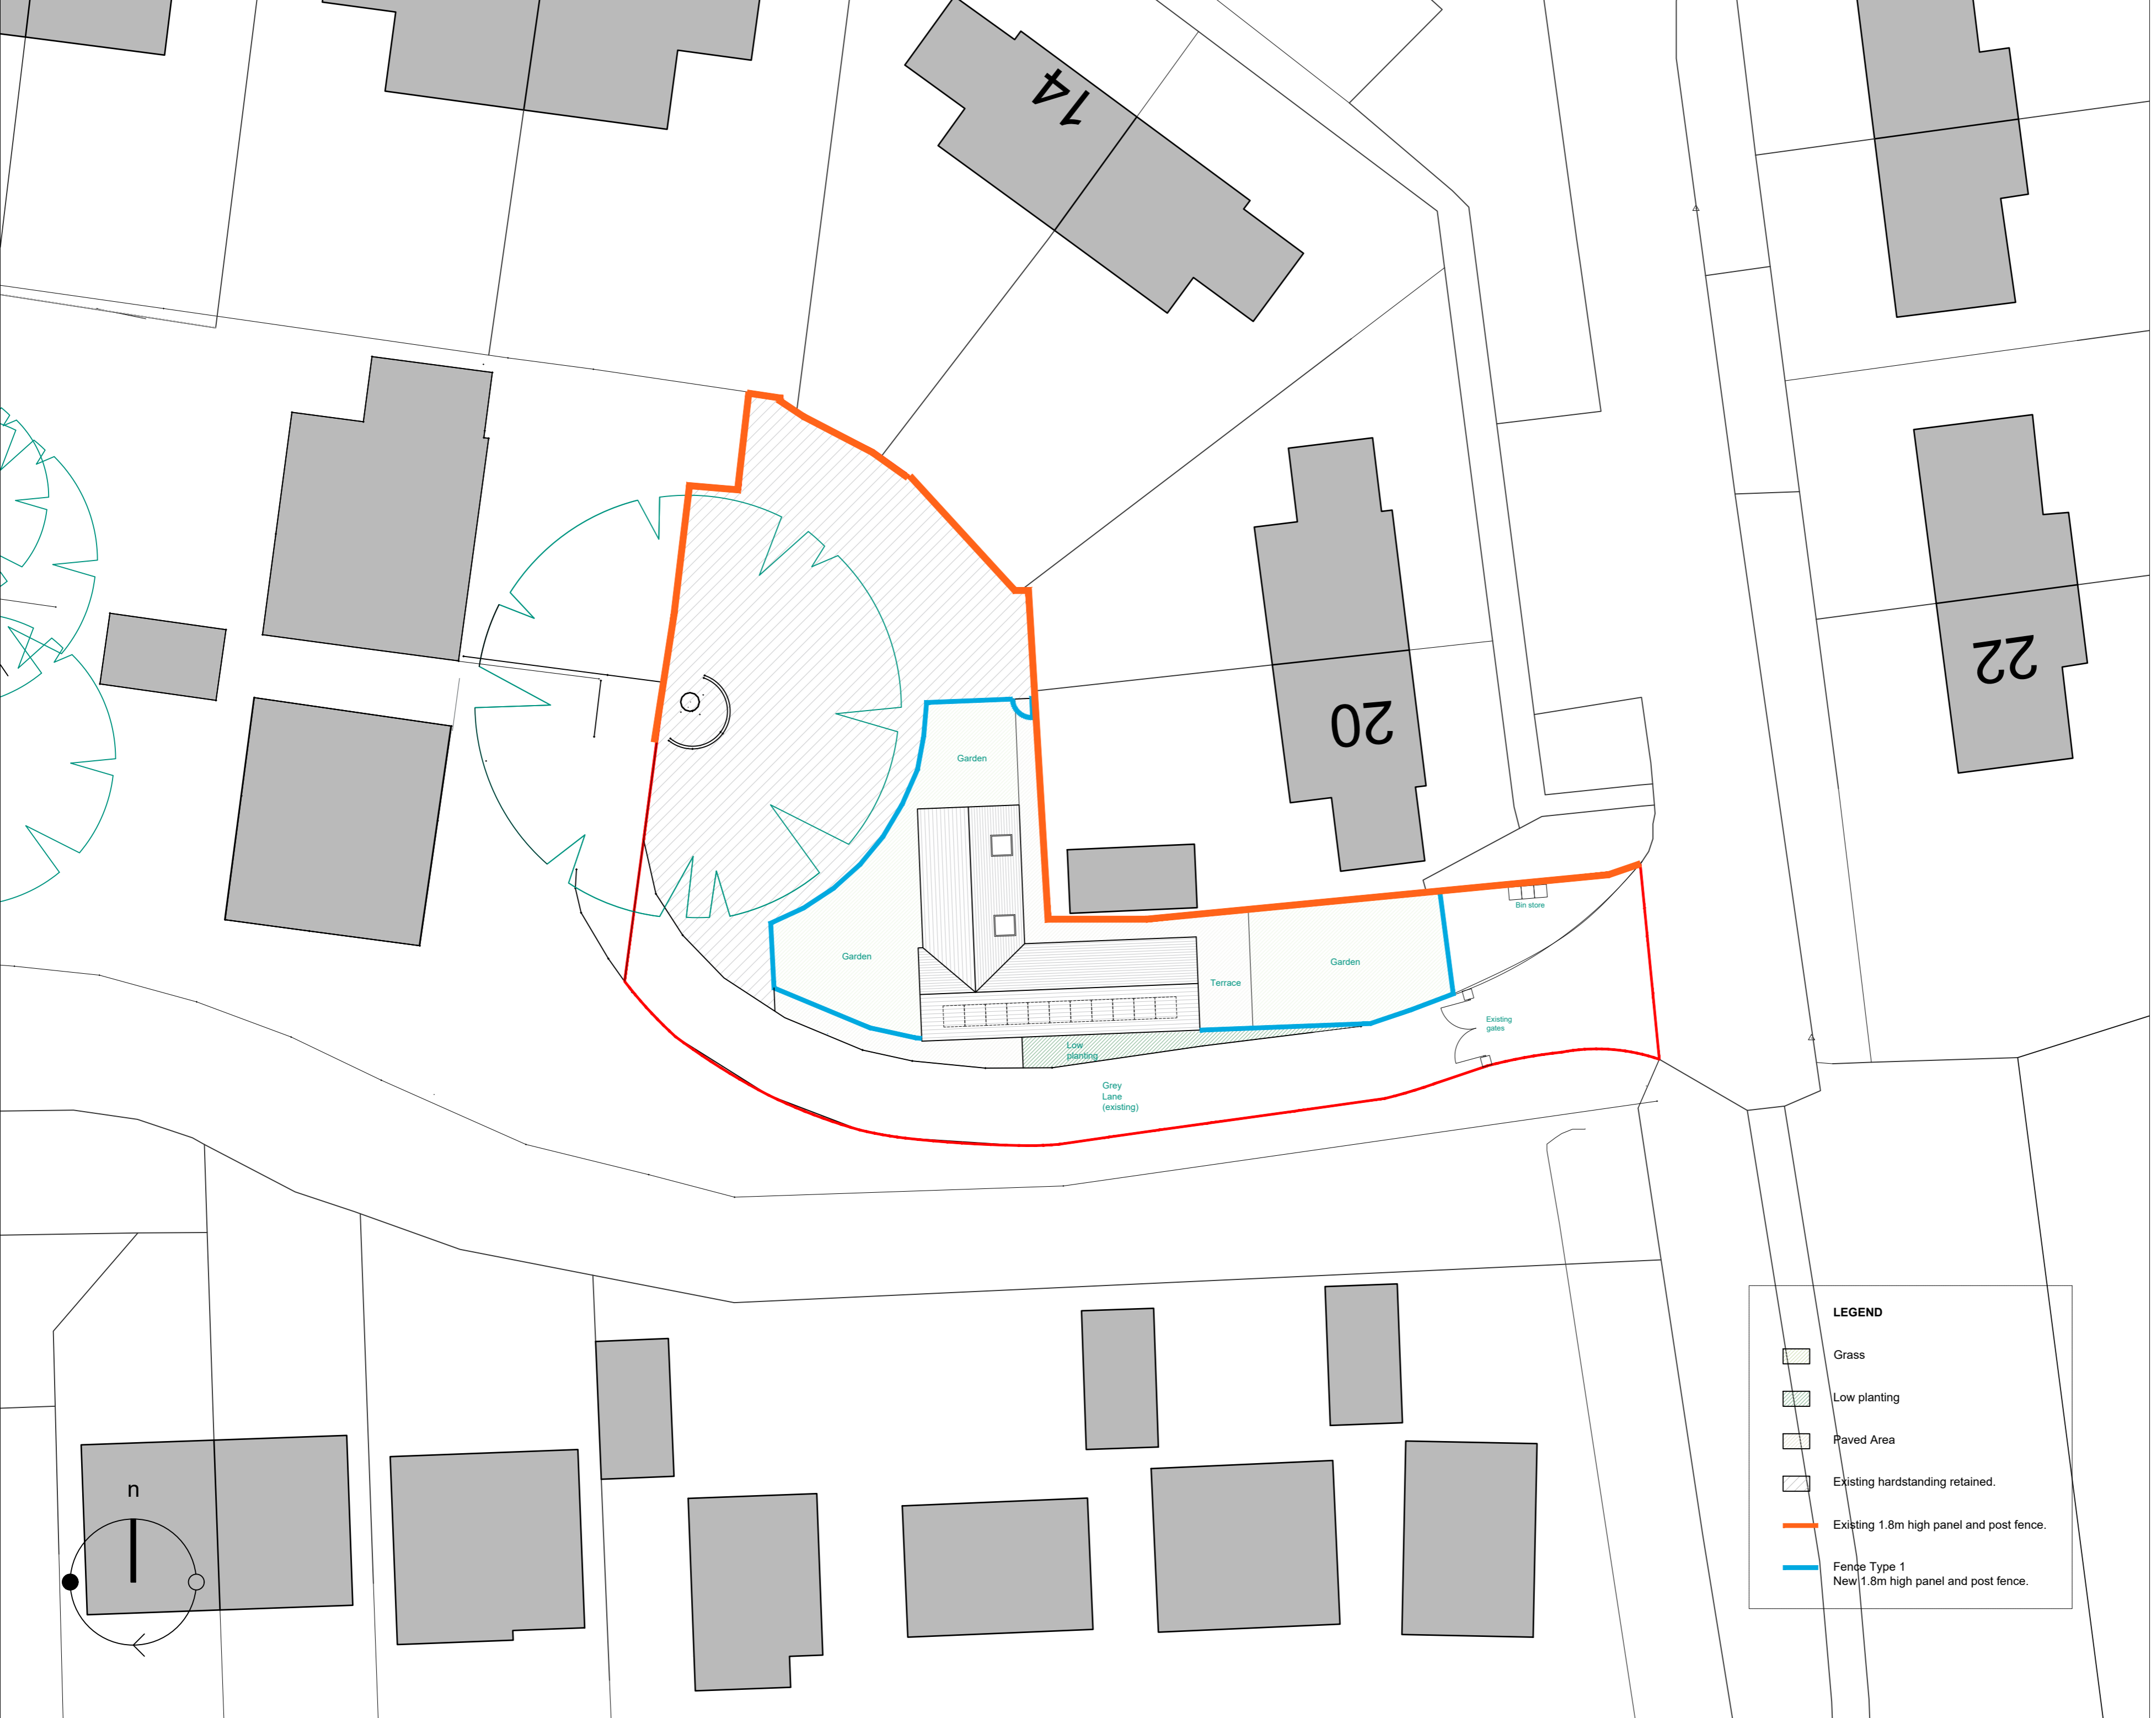 14
20
22
Garden
Bin store
Garden
Garden
Terrace
Existing
gates
Low
planting
Grey
Lane
(existing)
LEGEND
Grass
Low planting
Paved Area
Existing hardstanding retained.
Existing 1.8m high panel and post fence.
Fence Type 1
New 1.8m high panel and post fence.
n